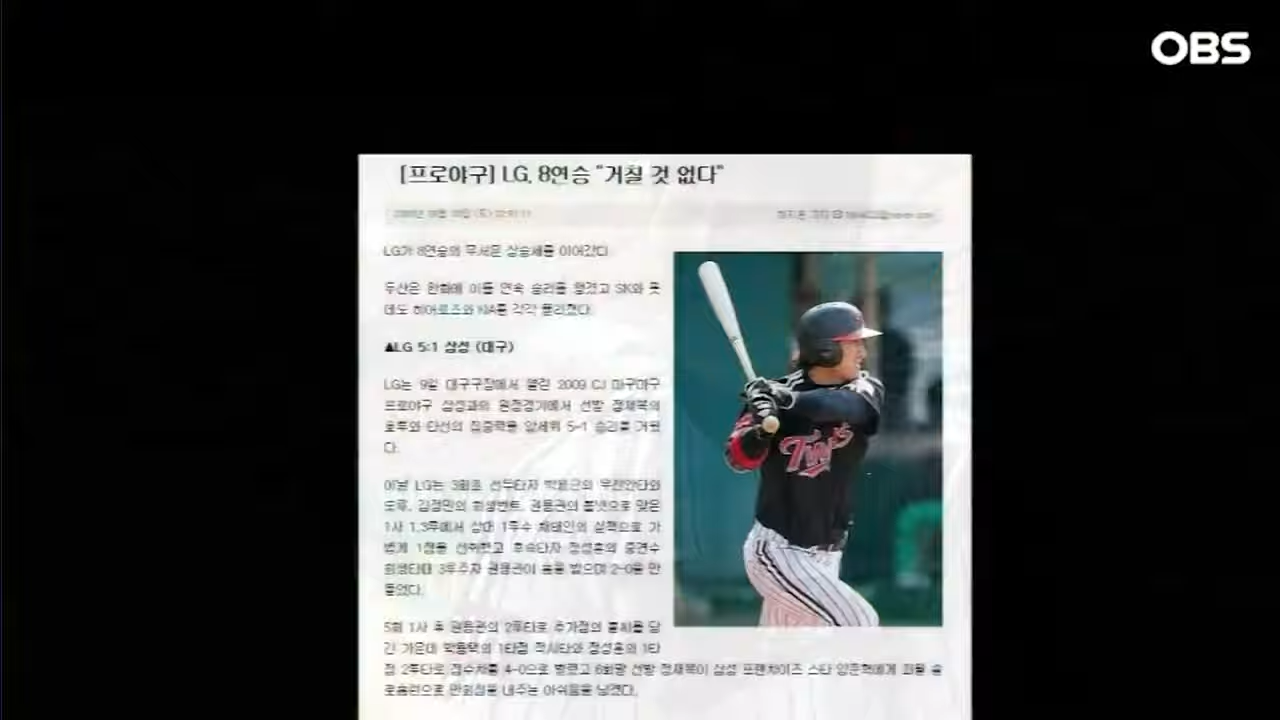 OBS
[프로야구] LG, 8연승 "거칠 것 없다"
LG가 8연승의 무서운 상승세를 이어갔다.
두산은 한화에 이틀 연속 승리를 챙겼고 SK와 롯
데도 히어로즈와 KIA를 각각 물리쳤다.
▲LG 5:1 삼성 (대구)
LG는 9일 대구구장에서 열린 2009 CJ 마구마구
프로야구 삼성과의 원정경기에서 선발 정재복의
호투와 타선의 집중력을 앞세워 5-1 승리를 거뒀
다.
이날 LG는 3회초 선두타자 박용근의 우전안타와
도루, 김정민의 희생번트, 권용관의 볼넷으로 맞은
1사 1,3루에서 상대 1루수 채태인의 실책으로 가
볍게 1점을 선취했고 후속타자 정성훈의 중견수
희생타때 3루주자 권용관이 홈을 밟으며 2-0을 만
들었다.
5회 1사 후 권용관의 2루타로 추가점의 물꼬를 당
긴 가운데 박용택의 1타점 적시타와 정성훈의 1타
점 2루타로 점수차를 4-0으로 벌렸고 6회말 선발 정재복이 삼성 프랜차이즈 스타 양준혁에게 좌월 솔
로홈런으로 만회점을 내주는 아쉬움을 남겼다.
Twins